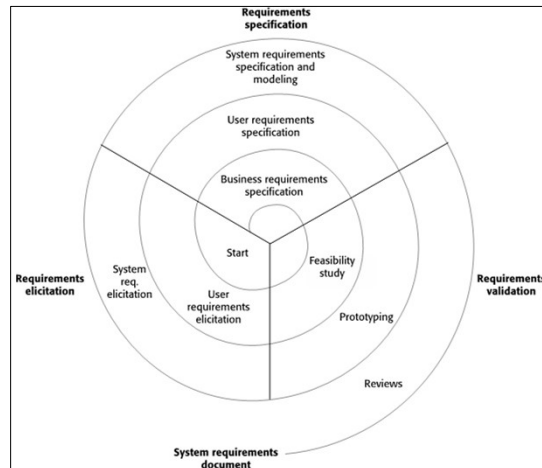 Requirements
specification
System requirements
specification and
modeling
User requirements
specification
Business requirements
specification
Start
Feasibility
study
Requirements
elicitation
System
req.
elicitation
User
requirements
elicitation
Requirements
validation
Prototyping
Reviews
System requirements
document